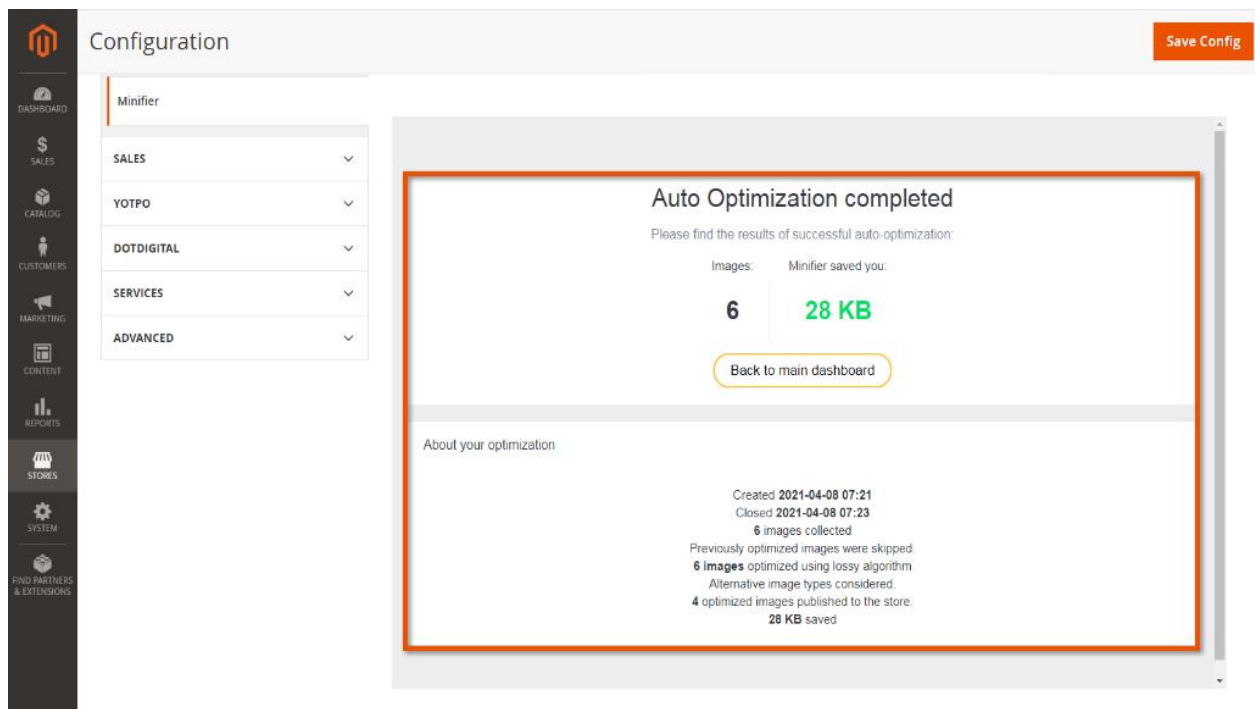 Configuration
Save Config
DASHBOARD
SALES
CATALOG
CUSTOMERS
MARKETING
CONTENT
REPORTS
STORES
SYSTEM
FIND PARTNERS
& EXTENSIONS
Minifier
SALES
YOTPO
DOTDIGITAL
SERVICES
ADVANCED
Auto Optimization completed
Please find the results of successful auto-optimization:
Images: Minifier saved you:
6 28 KB
Back to main dashboard
About your optimization
Created 2021-04-08 07:21
Closed 2021-04-08 07:23
6 images collected
Previously optimized images were skipped
6 images optimized using lossy algorithm
Alternative image types considered.
4 optimized images published to the store.
28 KB saved